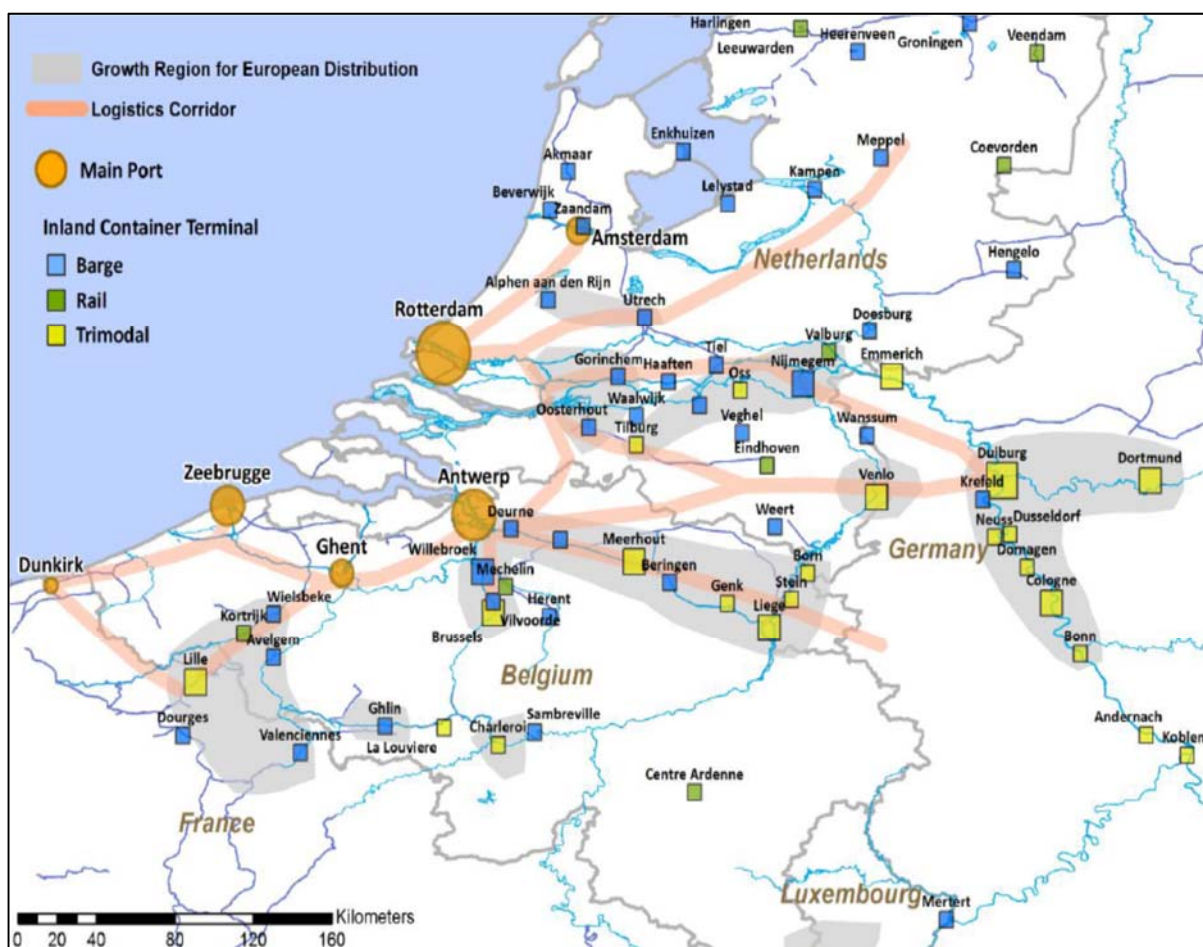 Growth Region for European Distribution
Logistics Corridor
Main Port
Inland Container Terminal
Barge
Rail
Trimodal
Harlingen
Leeuwarden
Heerenveen
Groningen
Veendam
Enkhuizen
Akmaar
Meppel
Coevorden
Beverwijk
Lelystad
Kampen
Zaandam
Amsterdam
Netherlands
Hengelo
Alphen aan den Rijn
Rotterdam
Utrech
Doesburg
Valburg
Tiel
Emmerich
Gorinchem
Haaften
Nijmegem
Oss
Waalwijk
Oosterhout
Veghel
Wanssum
Tilburg
Eindhoven
Zeebrugge
Antwerp
Venlo
Duiburg
Dortmund
Krefeld
Deurne
Weert
Neuss
Dusseldorf
Willebroek
Meerhout
Germany
Ghent
Born
Dornagen
Dunkirk
Mechelin
Beringen
Stein
Cologne
Wielsbeke
Genk
Herent
Liege
Kortrijk
Vilvoorde
Avelgem
Brussels
Bonn
Lille
Belgium
Ghlin
Sambreville
Dourges
Charleroi
Andernach
Valenciennes
La Louviere
Koblen
Centre Ardenne
France
Luxembourg
Mertert
Kilometers
0 20 40 80 120 160